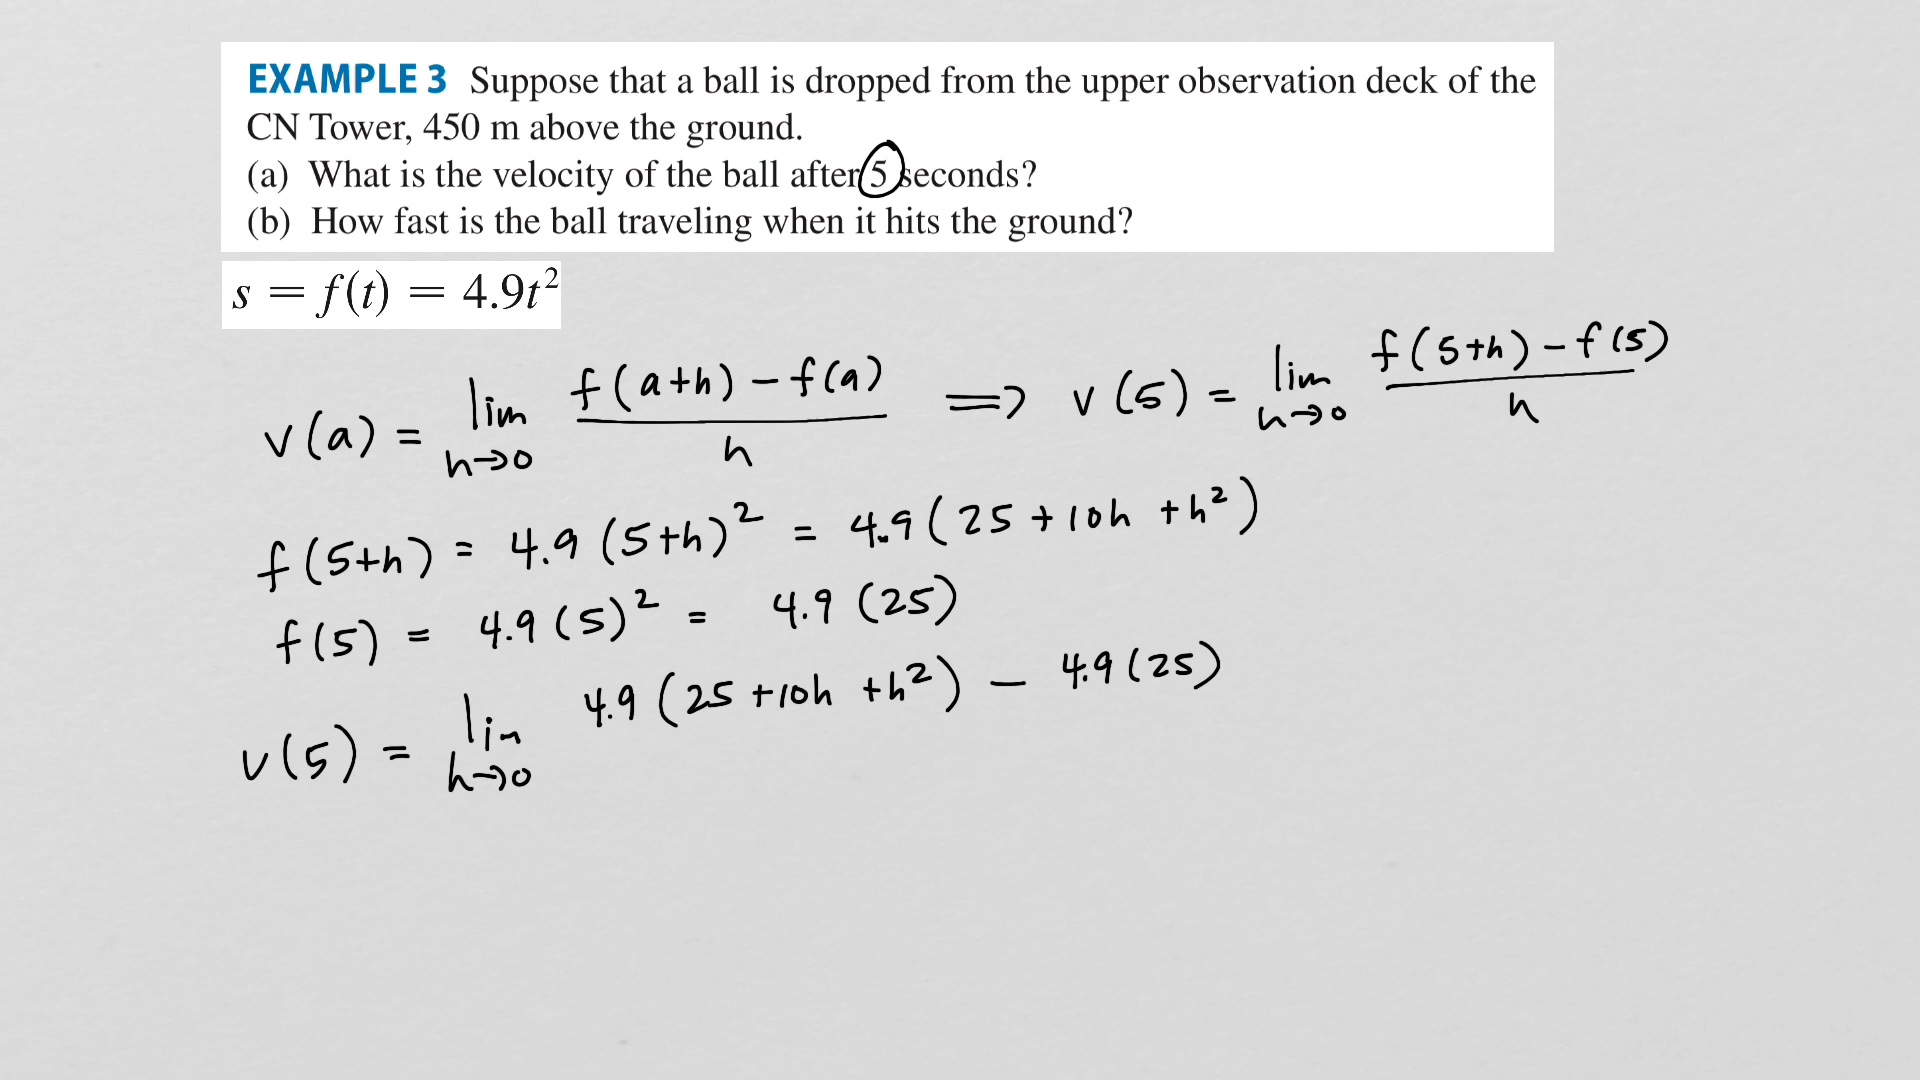 EXAMPLE 3 Suppose that a ball is dropped from the upper observation deck of the
CN Tower, 450 m above the ground.
(a) What is the velocity of the ball after 5 seconds?
(b) How fast is the ball traveling when it hits the ground?
s = f(t) = 4.9t²
v(a) = lim h→0 f(a+h) − f(a) / h ⟹ v(5) = lim h→0 f(5+h) − f(5) / h
f(5+h) = 4.9(5+h)² = 4.9(25 + 10h + h²)
f(5) = 4.9(5)² = 4.9(25)
v(5) = lim h→0 4.9(25 + 10h + h²) − 4.9(25)